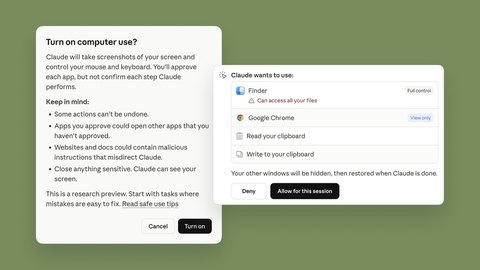 Turn on computer use?
Claude will take screenshots of your screen and
control your mouse and keyboard. You'll approve
each app, but not confirm each step Claude
performs.
Keep in mind:
• Some actions can't be undone.
• Apps you approve could open other apps that you
haven't approved.
• Websites and docs could contain malicious
instructions that misdirect Claude.
• Close anything sensitive. Claude can see your
screen.
This is a research preview. Start with tasks where
mistakes are easy to fix. Read safe use tips
Cancel
Turn on
Claude wants to use:
Finder
Full control
Can access all your files
Google Chrome
View only
Read your clipboard
Write to your clipboard
Your other windows will be hidden, then restored when Claude is done.
Deny
Allow for this session